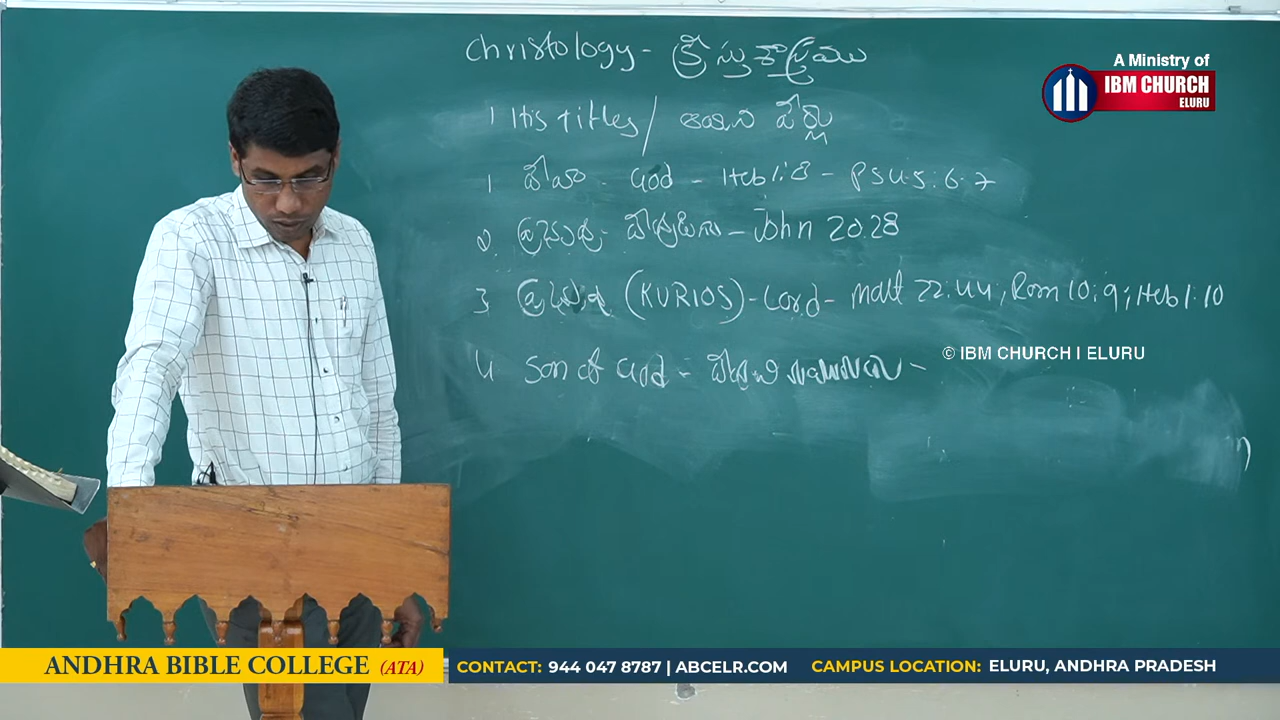 Christology - క్రీస్తుశాస్త్రము
1 His titles / ఆయన పేర్లు
1 దేవా - God - Heb 1:8 - PS 45:6-7
2 ప్రభువు - దేవుడుగా - John 20.28
3 ప్రభువు (KURIOS) - Lord - Matt 22:44, Rom 10:9; Heb 1:10
4 Son of God - దేవుని
A Ministry of
IBM CHURCH
ELURU
© IBM CHURCH I ELURU
ANDHRA BIBLE COLLEGE (ATA)
CONTACT: 944 047 8787 | ABCELR.COM CAMPUS LOCATION: ELURU, ANDHRA PRADESH